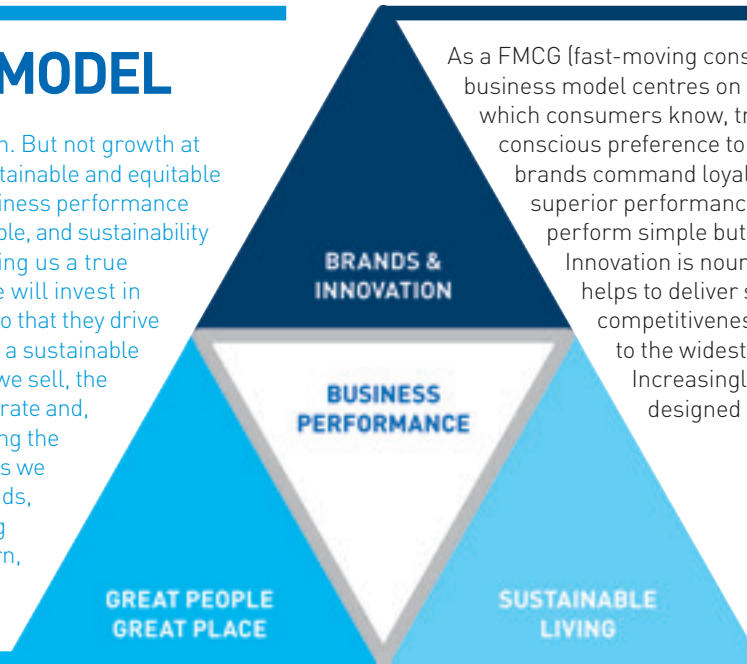 MODEL
But not growth at
tainable and equitable
iness performance
ble, and sustainability
ing us a true
e will invest in
o that they drive
a sustainable
we sell, the
rate and,
ng the
s we
ds,
g
rn,
As a FMCG (fast-moving cons
business model centres on
which consumers know, tr
conscious preference to
brands command loyal
superior performanc
perform simple but
Innovation is nour
helps to deliver s
competitivenes
to the widest
Increasingl
designed
BRANDS &
INNOVATION
BUSINESS
PERFORMANCE
GREAT PEOPLE
GREAT PLACE
SUSTAINABLE
LIVING